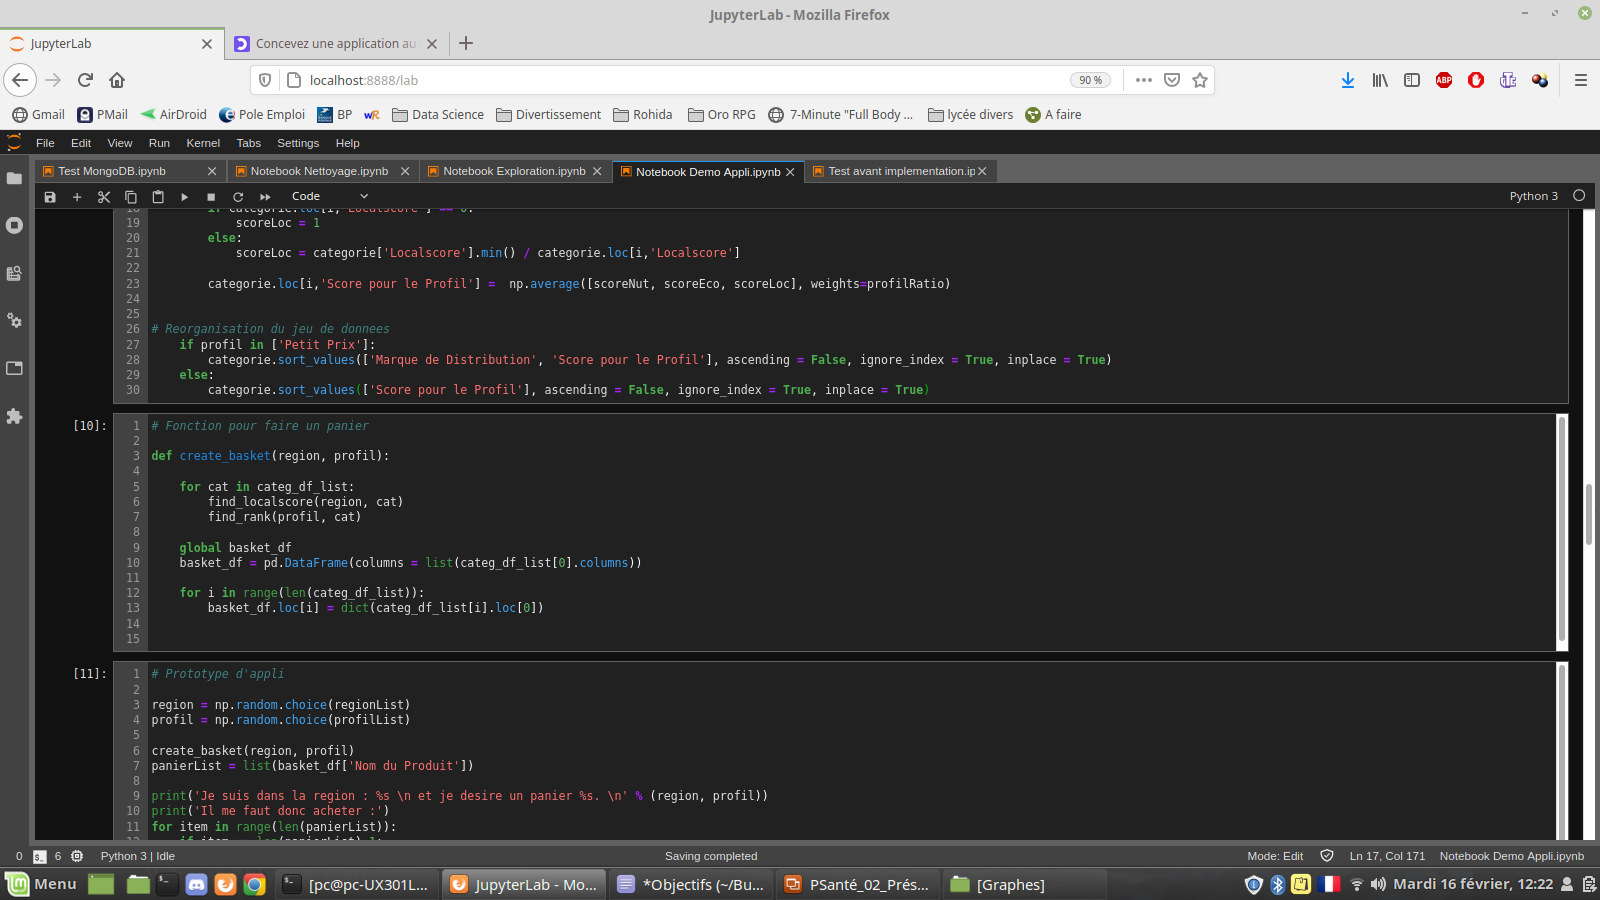 JupyterLab - Mozilla Firefox
JupyterLab
Concevez une application au
localhost:8888/lab
90 %
ABP
Gmail
PMail
AirDroid
Pole Emploi
BP
wR
Data Science
Divertissement
Rohida
Oro RPG
7-Minute "Full Body ...
lycée divers
A faire
File Edit View Run Kernel Tabs Settings Help
Test MongoDB.ipynb
Notebook Nettoyage.ipynb
Notebook Exploration.ipynb
Notebook Demo Appli.ipynb
Test avant implementation.ip
Code
Python 3
18 if categorie.loc[i,'Localscore'] == 0:
19 scoreLoc = 1
20 else:
21 scoreLoc = categorie['Localscore'].min() / categorie.loc[i,'Localscore']
22
23 categorie.loc[i,'Score pour le Profil'] = np.average([scoreNut, scoreEco, scoreLoc], weights=profilRatio)
24
25
26 # Reorganisation du jeu de donnees
27 if profil in ['Petit Prix']:
28 categorie.sort_values(['Marque de Distribution', 'Score pour le Profil'], ascending = False, ignore_index = True, inplace = True)
29 else:
30 categorie.sort_values(['Score pour le Profil'], ascending = False, ignore_index = True, inplace = True)
[10]:
1 # Fonction pour faire un panier
2
3 def create_basket(region, profil):
4
5 for cat in categ_df_list:
6 find_localscore(region, cat)
7 find_rank(profil, cat)
8
9 global basket_df
10 basket_df = pd.DataFrame(columns = list(categ_df_list[0].columns))
11
12 for i in range(len(categ_df_list)):
13 basket_df.loc[i] = dict(categ_df_list[i].loc[0])
14
15
[11]:
1 # Prototype d'appli
2
3 region = np.random.choice(regionList)
4 profil = np.random.choice(profilList)
5
6 create_basket(region, profil)
7 panierList = list(basket_df['Nom du Produit'])
8
9 print('Je suis dans la region : %s \n et je desire un panier %s. \n' % (region, profil))
10 print('Il me faut donc acheter :')
11 for item in range(len(panierList)):
0 6 Python 3 | Idle
Saving completed
Mode: Edit Ln 17, Col 171 Notebook Demo Appli.ipynb
Menu
[pc@pc-UX301L...
JupyterLab - Mo...
*Objectifs (~/Bu...
PSanté_02_Prés...
[Graphes]
Mardi 16 février, 12:22